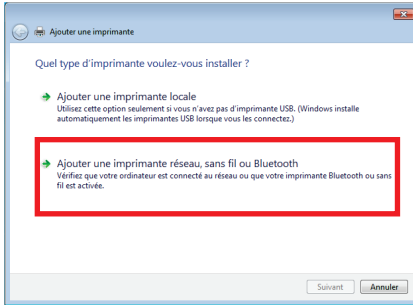 Ajouter une imprimante
Quel type d'imprimante voulez-vous installer ?
Ajouter une imprimante locale
Utilisez cette option seulement si vous n'avez pas d'imprimante USB. (Windows installe
automatiquement les imprimantes USB lorsque vous les connectez.)
Ajouter une imprimante réseau, sans fil ou Bluetooth
Vérifiez que votre ordinateur est connecté au réseau ou que votre imprimante Bluetooth ou sans
fil est activée.
Suivant Annuler